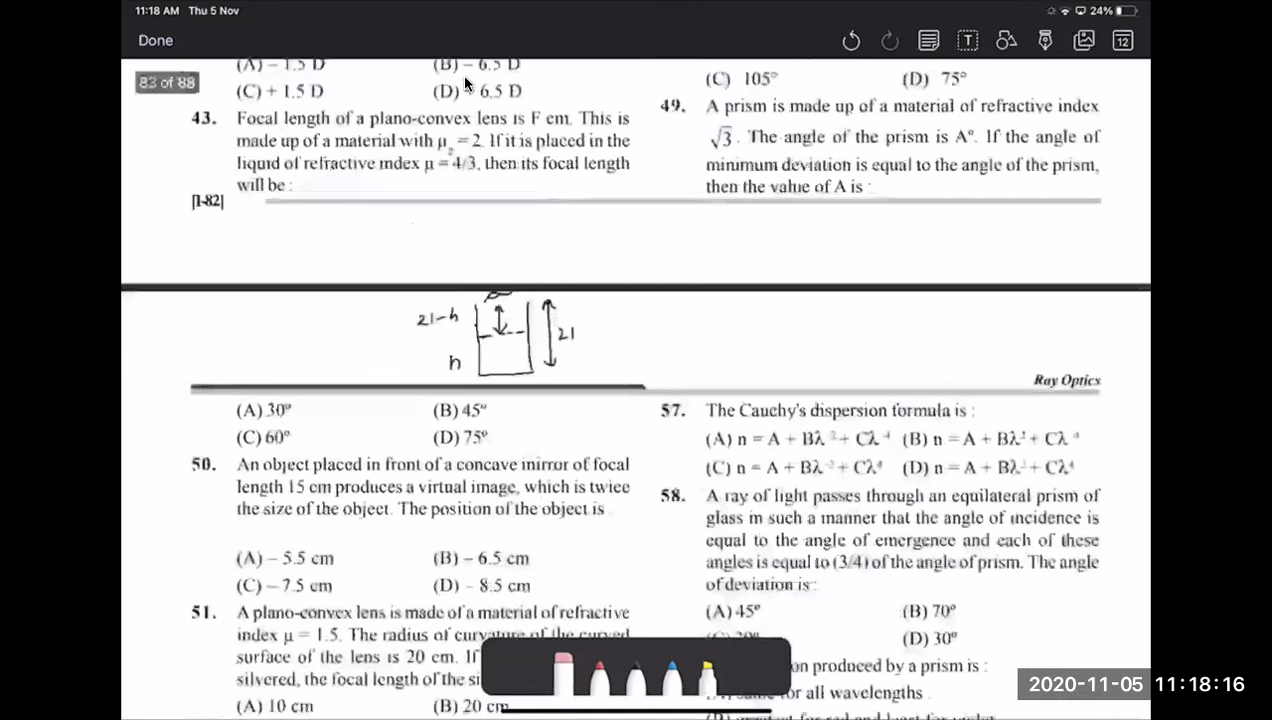 11:18 AM Thu 5 Nov
24%
Done
12
83 of 88
(A) – 1.5 D (B) – 6.5 D
(C) + 1.5 D (D) 6.5 D
43. Focal length of a plano-convex lens is F cm. This is
made up of a material with μ = 2. If it is placed in the
liquid of refractive index μ = 4/3, then its focal length
will be :
[1-82]
(C) 105° (D) 75°
49. A prism is made up of a material of refractive index
√3. The angle of the prism is A°. If the angle of
minimum deviation is equal to the angle of the prism,
then the value of A is :
21-h
21
h
Ray Optics
(A) 30° (B) 45°
(C) 60° (D) 75°
50. An object placed in front of a concave mirror of focal
length 15 cm produces a virtual image, which is twice
the size of the object. The position of the object is
(A) – 5.5 cm (B) – 6.5 cm
(C) – 7.5 cm (D) – 8.5 cm
51. A plano-convex lens is made of a material of refractive
index μ = 1.5. The radius of curvature of the curved
surface of the lens is 20 cm. If
silvered, the focal length of the
(A) 10 cm (B) 20 cm
57. The Cauchy's dispersion formula is :
(A) n = A + Bλ + Cλ (B) n = A + Bλ + Cλ
(C) n = A + Bλ + Cλ (D) n = A + Bλ + Cλ
58. A ray of light passes through an equilateral prism of
glass in such a manner that the angle of incidence is
equal to the angle of emergence and each of these
angles is equal to (3/4) of the angle of prism. The angle
of deviation is :
(A) 45° (B) 70°
(D) 30°
on produced by a prism is :
for all wavelengths
2020-11-05 11:18:16